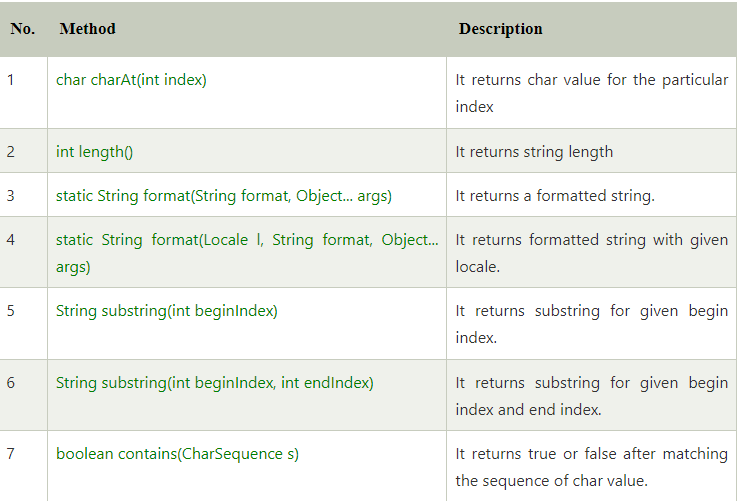 No. Method Description
1 char charAt(int index) It returns char value for the particular
index
2 int length() It returns string length
3 static String format(String format, Object... args) It returns a formatted string.
4 static String format(Locale l, String format, Object... It returns formatted string with given
args) locale.
5 String substring(int beginIndex) It returns substring for given begin
index.
6 String substring(int beginIndex, int endIndex) It returns substring for given begin
index and end index.
7 boolean contains(CharSequence s) It returns true or false after matching
the sequence of char value.